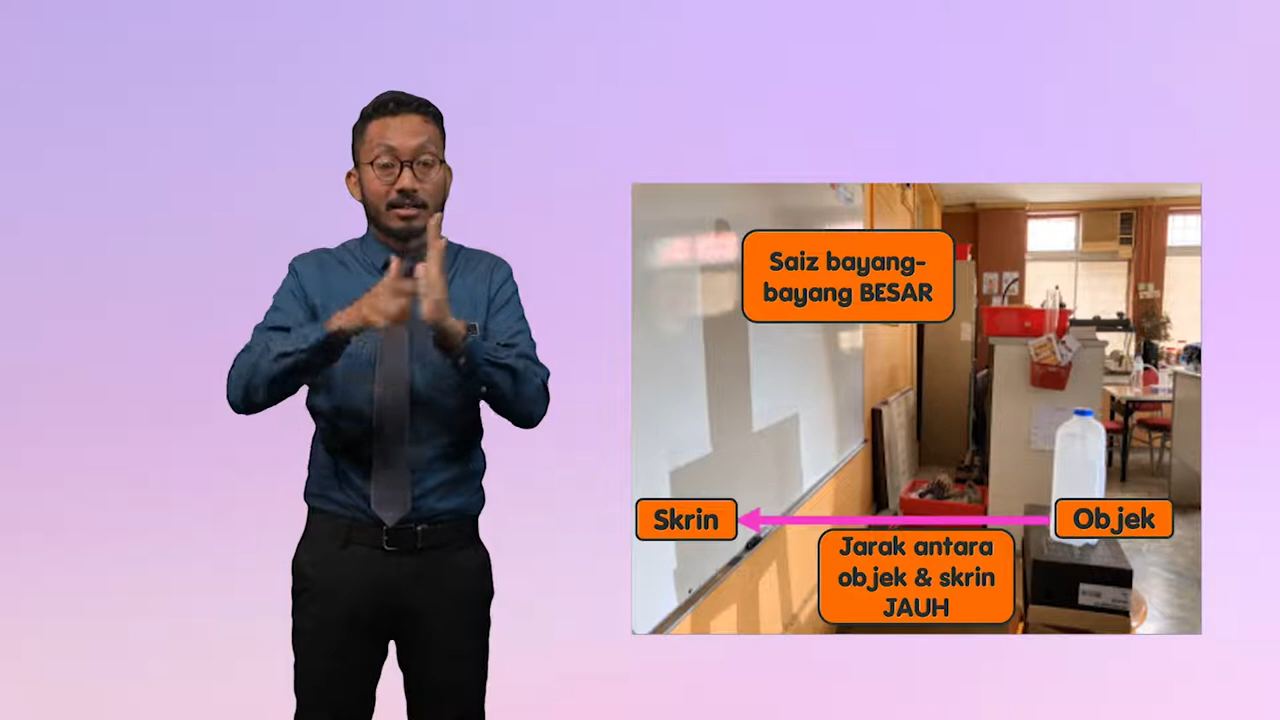 Saiz bayang-
bayang BESAR
Skrin
Objek
Jarak antara
objek & skrin
JAUH